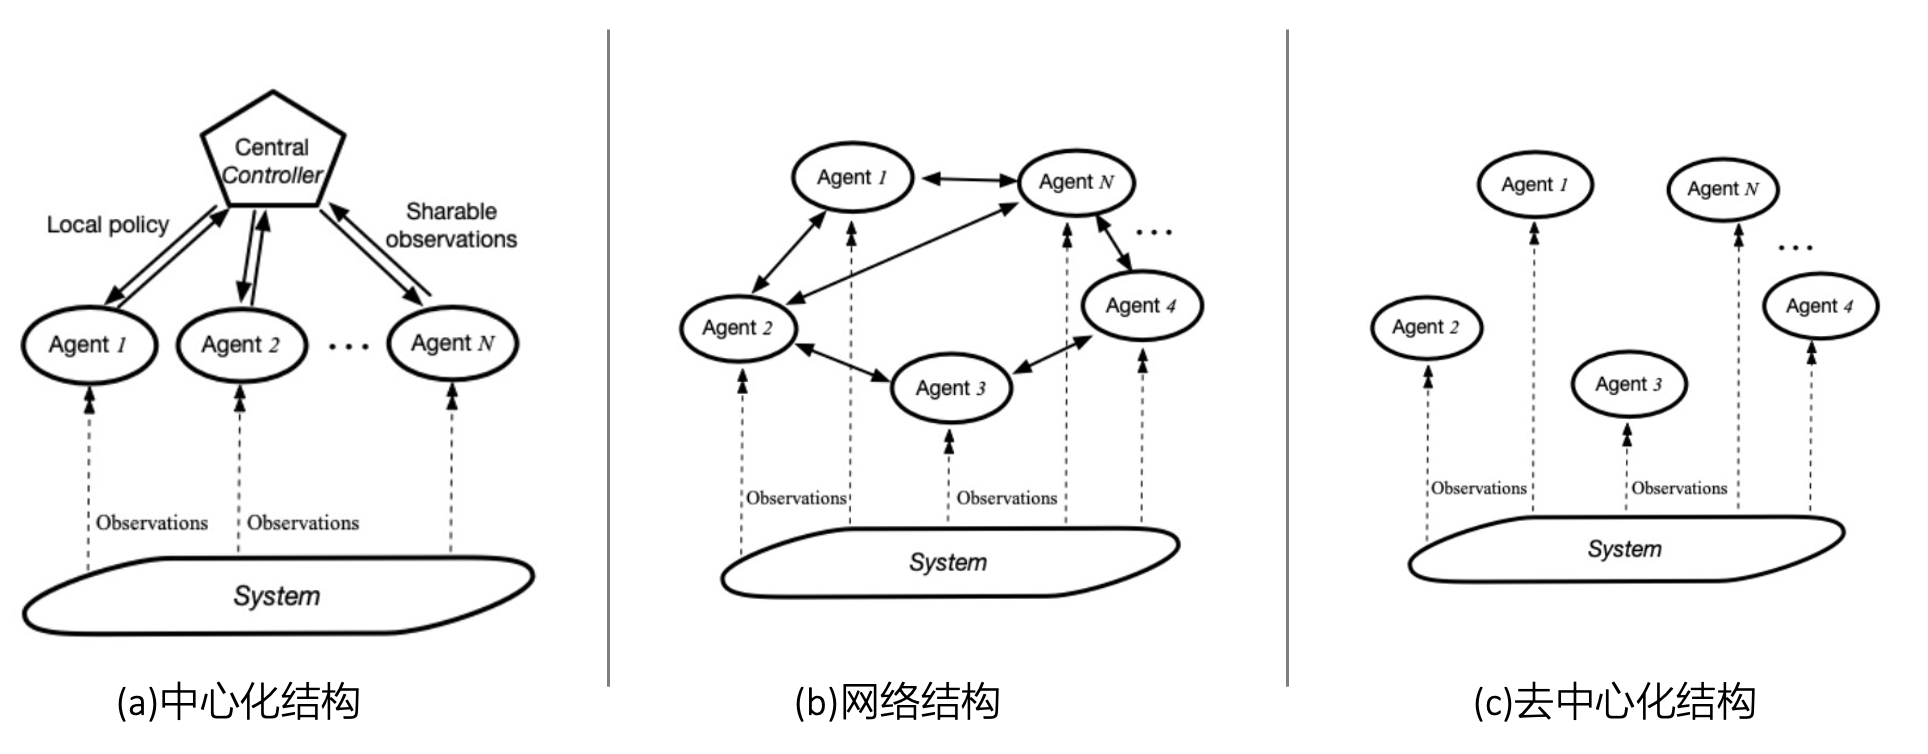 Central
Controller
Local policy
Sharable
observations
Agent 1
Agent 2
...
Agent N
Observations
Observations
System
(a)中心化结构
Agent 1
Agent N
...
Agent 2
Agent 4
Agent 3
Observations
Observations
System
(b)网络结构
Agent 1
Agent N
...
Agent 2
Agent 4
Agent 3
Observations
Observations
System
(c)去中心化结构